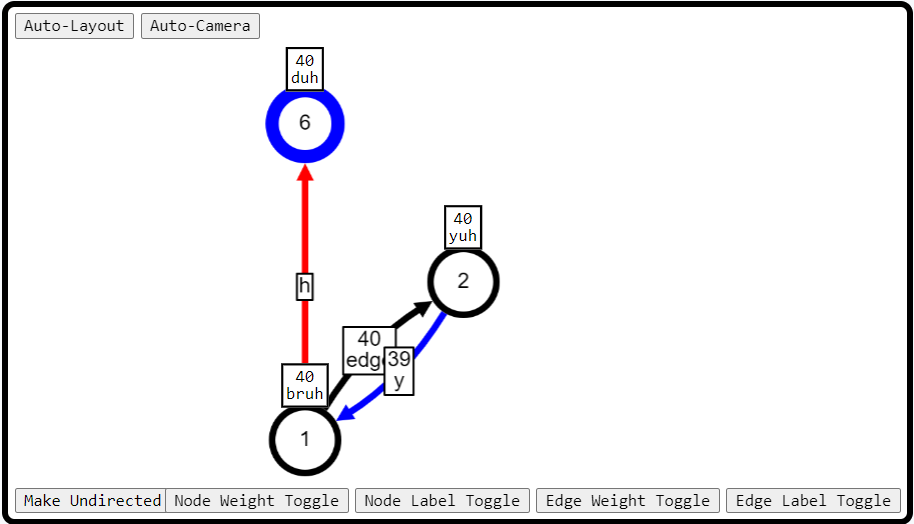 Auto-Layout
Auto-Camera
40
duh
6
h
40
yuh
2
40
edge
39
y
40
bruh
1
Make Undirected
Node Weight Toggle
Node Label Toggle
Edge Weight Toggle
Edge Label Toggle